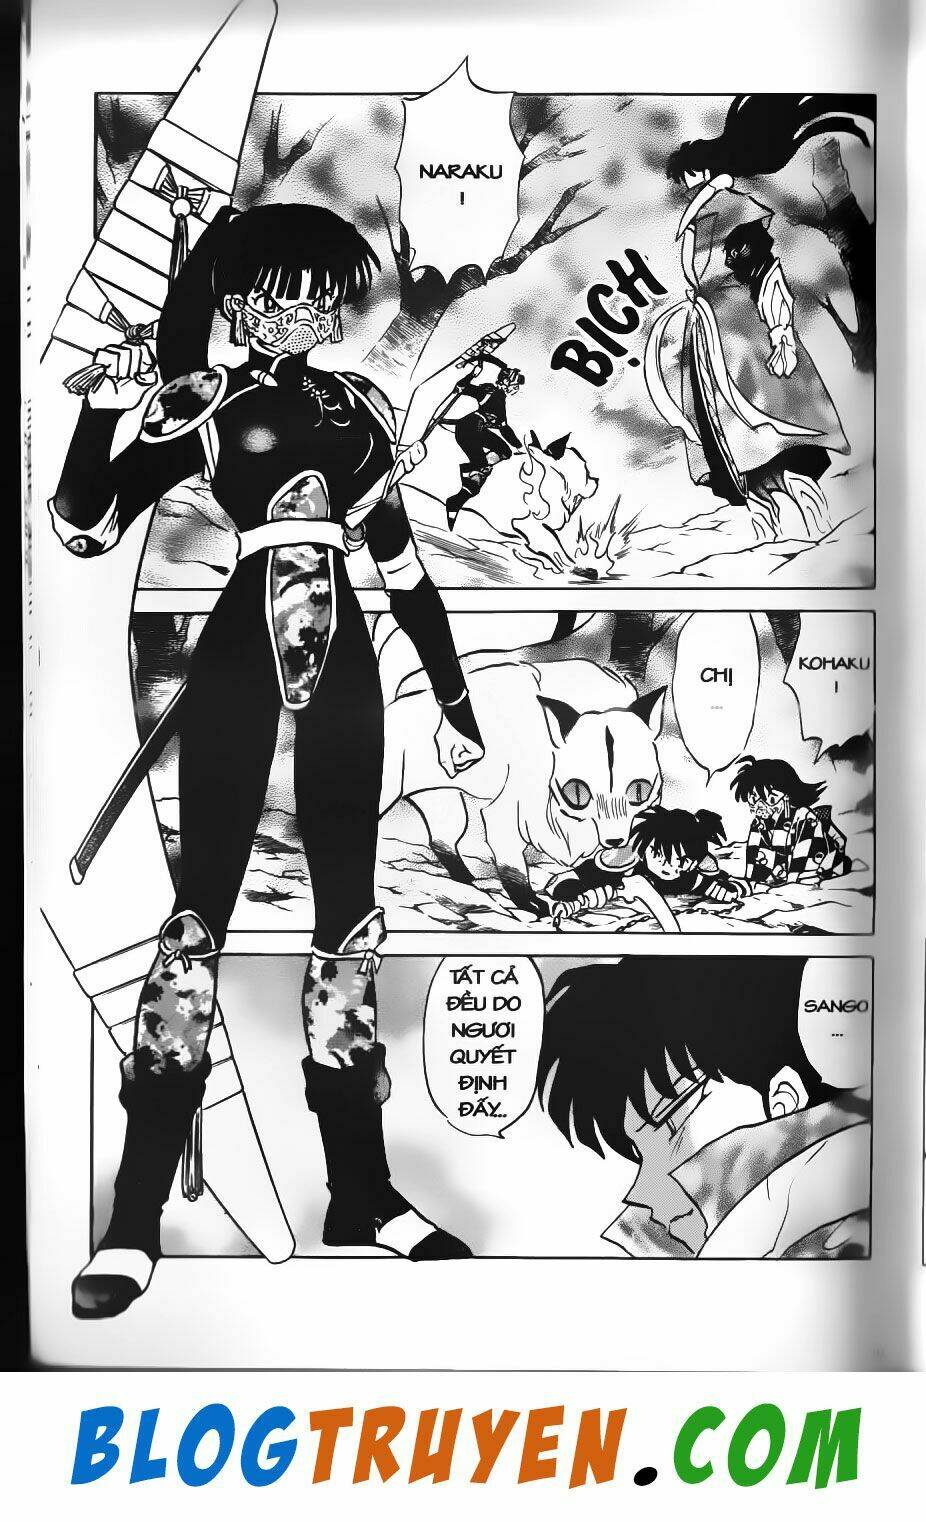 NARAKU
!
BỊCH
KOHAKU
!
CHỊ
...
SANGO
...
TẤT CẢ
ĐỀU DO
NGƯƠI
QUYẾT
ĐỊNH
ĐẤY...
BLOGTRUYEN.COM